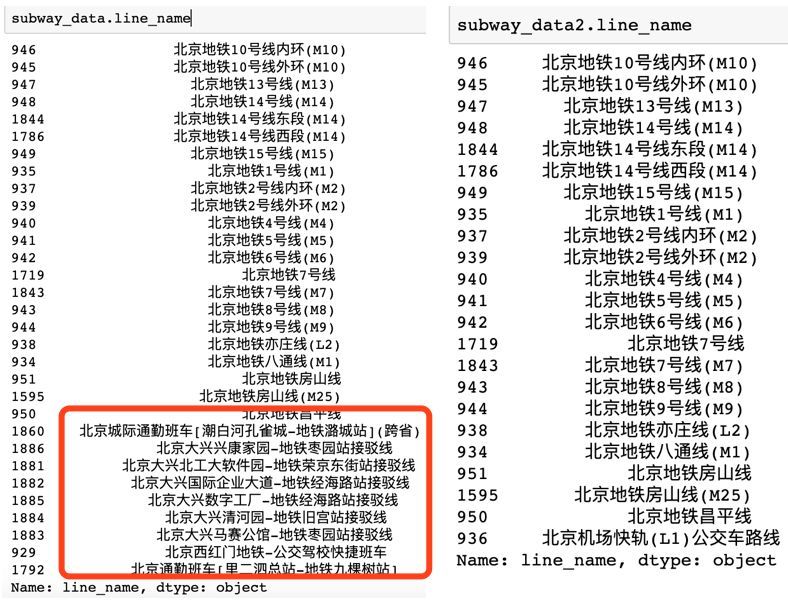 subway_data.line_name
946 北京地铁10号线内环(M10)
945 北京地铁10号线外环(M10)
947 北京地铁13号线(M13)
948 北京地铁14号线(M14)
1844 北京地铁14号线东段(M14)
1786 北京地铁14号线西段(M14)
949 北京地铁15号线(M15)
935 北京地铁1号线(M1)
937 北京地铁2号线内环(M2)
939 北京地铁2号线外环(M2)
940 北京地铁4号线(M4)
941 北京地铁5号线(M5)
942 北京地铁6号线(M6)
1719 北京地铁7号线
1843 北京地铁7号线(M7)
943 北京地铁8号线(M8)
944 北京地铁9号线(M9)
938 北京地铁亦庄线(L2)
934 北京地铁八通线(M1)
951 北京地铁房山线
1595 北京地铁房山线(M25)
950 北京地铁昌平线
1860 北京城际通勤班车[潮白河孔雀城-地铁潞城站](跨省)
1886 北京大兴兴康家园-地铁枣园站接驳线
1881 北京大兴北工大软件园-地铁荣京东街站接驳线
1882 北京大兴国际企业大道-地铁经海路站接驳线
1885 北京大兴数字工厂-地铁经海路站接驳线
1884 北京大兴清河园-地铁旧宫站接驳线
1883 北京大兴马赛公馆-地铁枣园站接驳线
929 北京西红门地铁-公交驾校快捷班车
1792 北京通勤班车[里二泗总站-地铁九棵树站]
Name: line_name, dtype: object
subway_data2.line_name
946 北京地铁10号线内环(M10)
945 北京地铁10号线外环(M10)
947 北京地铁13号线(M13)
948 北京地铁14号线(M14)
1844 北京地铁14号线东段(M14)
1786 北京地铁14号线西段(M14)
949 北京地铁15号线(M15)
935 北京地铁1号线(M1)
937 北京地铁2号线内环(M2)
939 北京地铁2号线外环(M2)
940 北京地铁4号线(M4)
941 北京地铁5号线(M5)
942 北京地铁6号线(M6)
1719 北京地铁7号线
1843 北京地铁7号线(M7)
943 北京地铁8号线(M8)
944 北京地铁9号线(M9)
938 北京地铁亦庄线(L2)
934 北京地铁八通线(M1)
951 北京地铁房山线
1595 北京地铁房山线(M25)
950 北京地铁昌平线
936 北京机场快轨(L1)公交车路线
Name: line_name, dtype: object